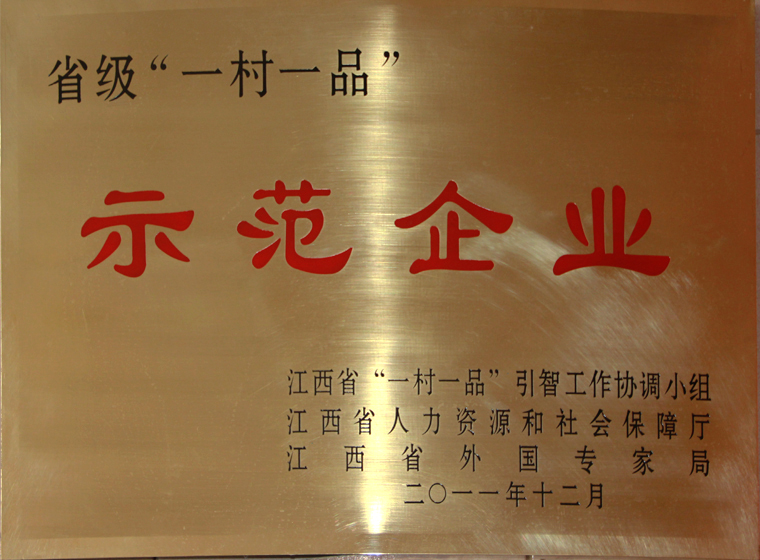 省级“一村一品”
示范企业
江西省“一村一品”引智工作协调小组
江西省人力资源和社会保障厅
江西省外国专家局
二〇一一年十二月